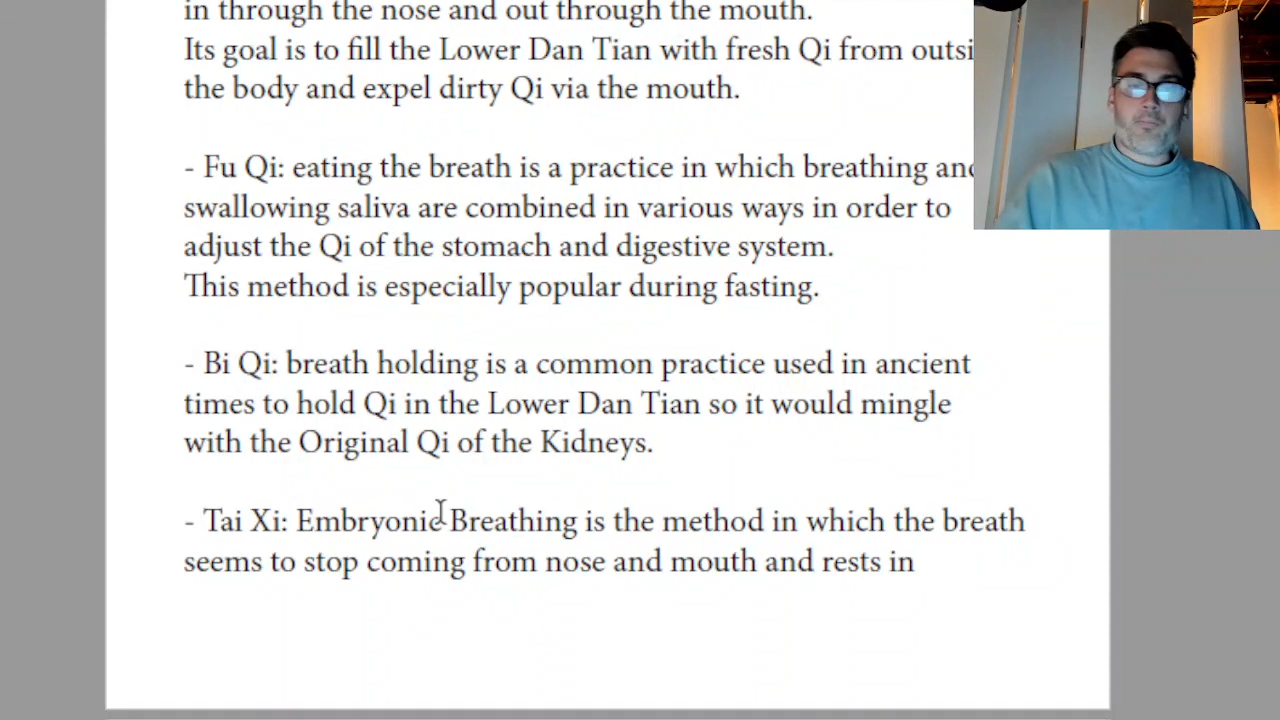 in through the nose and out through the mouth.
Its goal is to fill the Lower Dan Tian with fresh Qi from outsi
the body and expel dirty Qi via the mouth.
- Fu Qi: eating the breath is a practice in which breathing and
swallowing saliva are combined in various ways in order to
adjust the Qi of the stomach and digestive system.
This method is especially popular during fasting.
- Bi Qi: breath holding is a common practice used in ancient
times to hold Qi in the Lower Dan Tian so it would mingle
with the Original Qi of the Kidneys.
- Tai Xi: Embryonic Breathing is the method in which the breath
seems to stop coming from nose and mouth and rests in